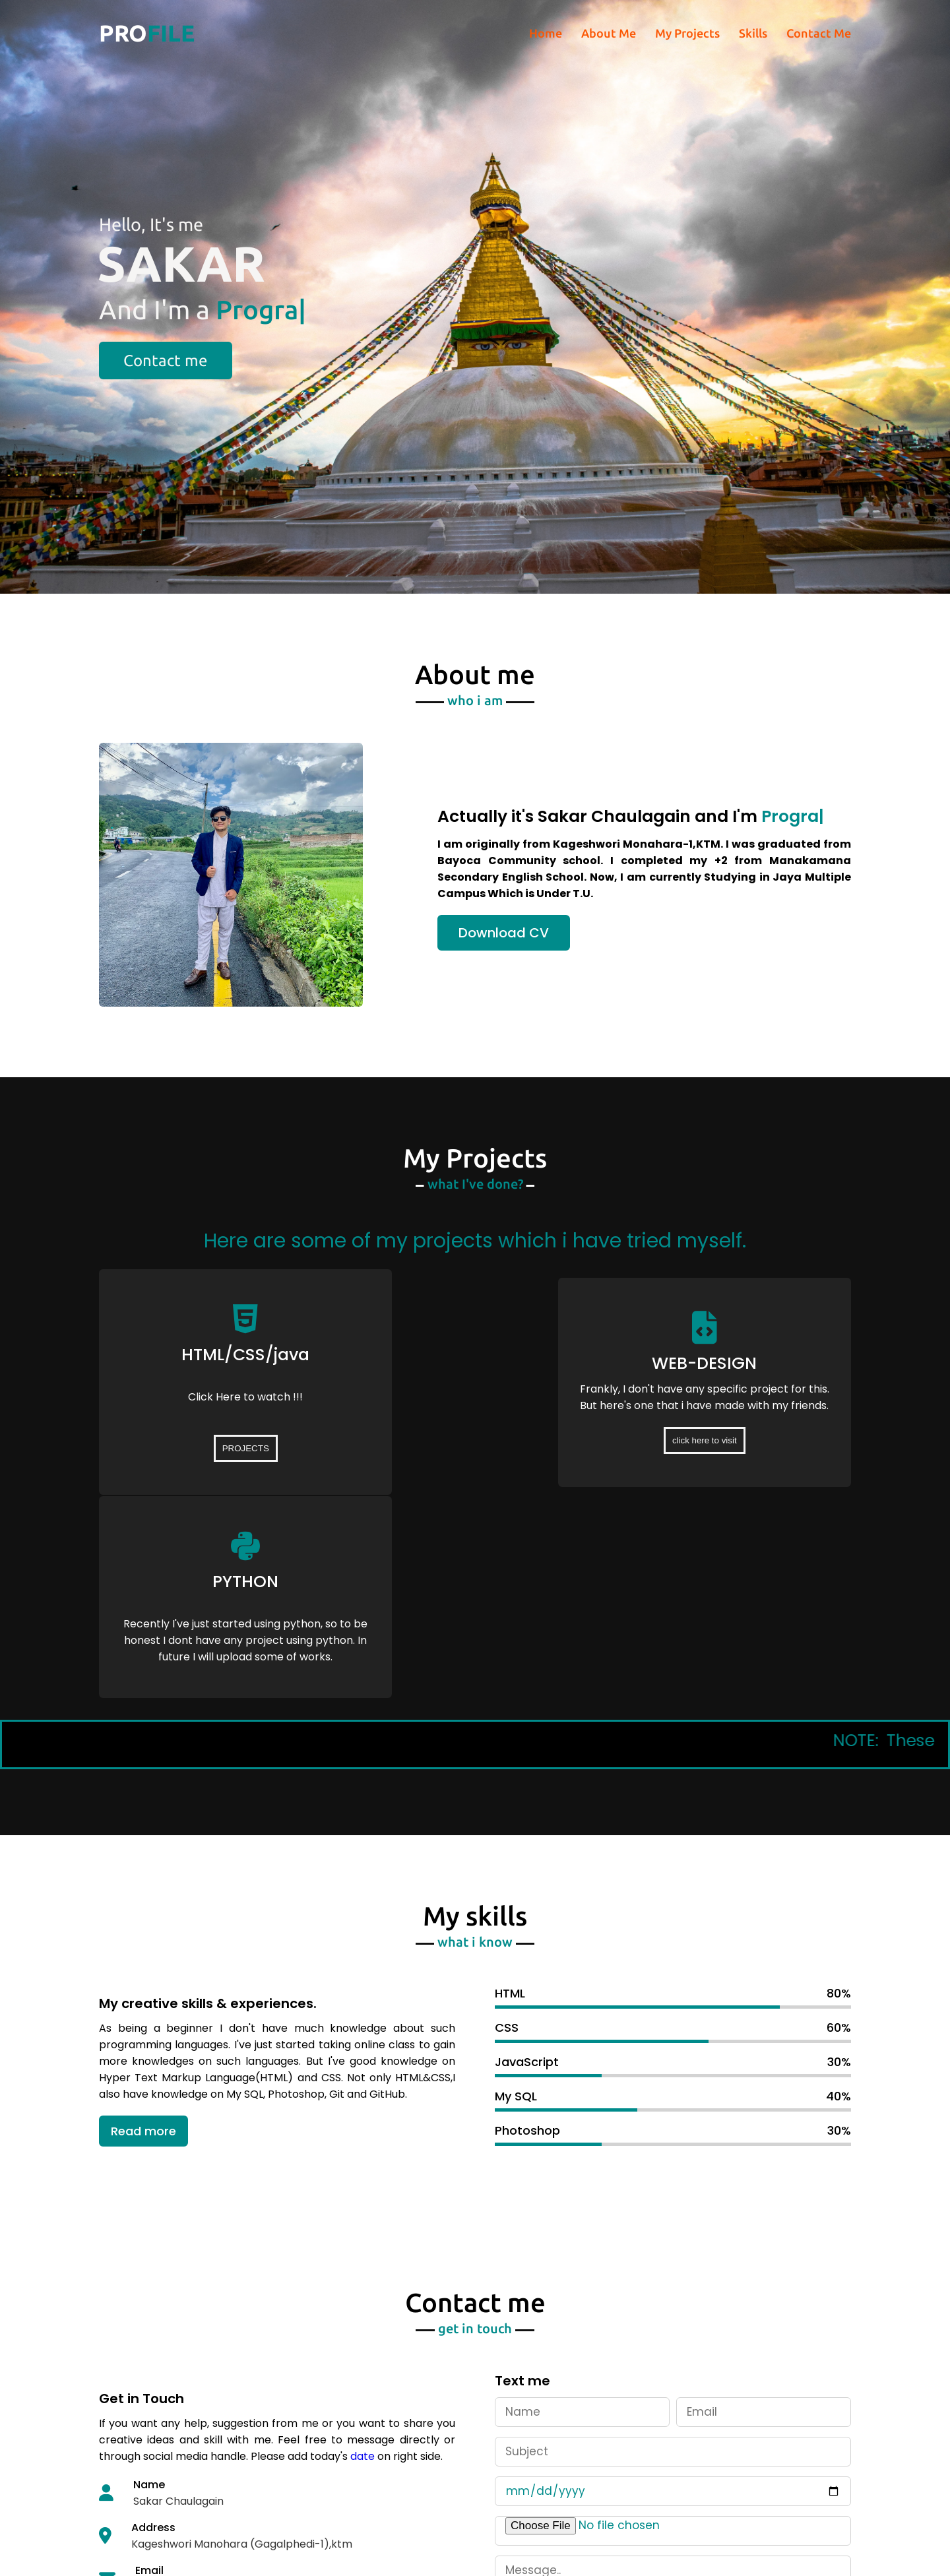 PROFILE
Home About Me My Projects Skills Contact Me
Hello, It's me
SAKAR
And I'm a Progra|
Contact me
About me
who i am
Actually it's Sakar Chaulagain and I'm Progra|
I am originally from Kageshwori Monahara-1,KTM. I was graduated from
Bayoca Community school. I completed my +2 from Manakamana
Secondary English School. Now, I am currently Studying in Jaya Multiple
Campus Which is Under T.U.
Download CV
My Projects
what I've done?
Here are some of my projects which i have tried myself.
HTML/CSS/java
Click Here to watch !!!
PROJECTS
WEB-DESIGN
Frankly, I don't have any specific project for this.
But here's one that i have made with my friends.
click here to visit
PYTHON
Recently I've just started using python, so to be
honest I dont have any project using python. In
future I will upload some of works.
NOTE: These
My skills
what i know
My creative skills & experiences.
As being a beginner I don't have much knowledge about such
programming languages. I've just started taking online class to gain
more knowledges on such languages. But I've good knowledge on
Hyper Text Markup Language(HTML) and CSS. Not only HTML&CSS,I
also have knowledge on My SQL, Photoshop, Git and GitHub.
Read more
HTML 80%
CSS 60%
JavaScript 30%
My SQL 40%
Photoshop 30%
Contact me
get in touch
Get in Touch
If you want any help, suggestion from me or you want to share you
creative ideas and skill with me. Feel free to message directly or
through social media handle. Please add today's date on right side.
Name
Sakar Chaulagain
Address
Kageshwori Manohara (Gagalphedi-1),ktm
Email
Text me
Name Email
Subject
mm/dd/yyyy
Choose File No file chosen
Message..